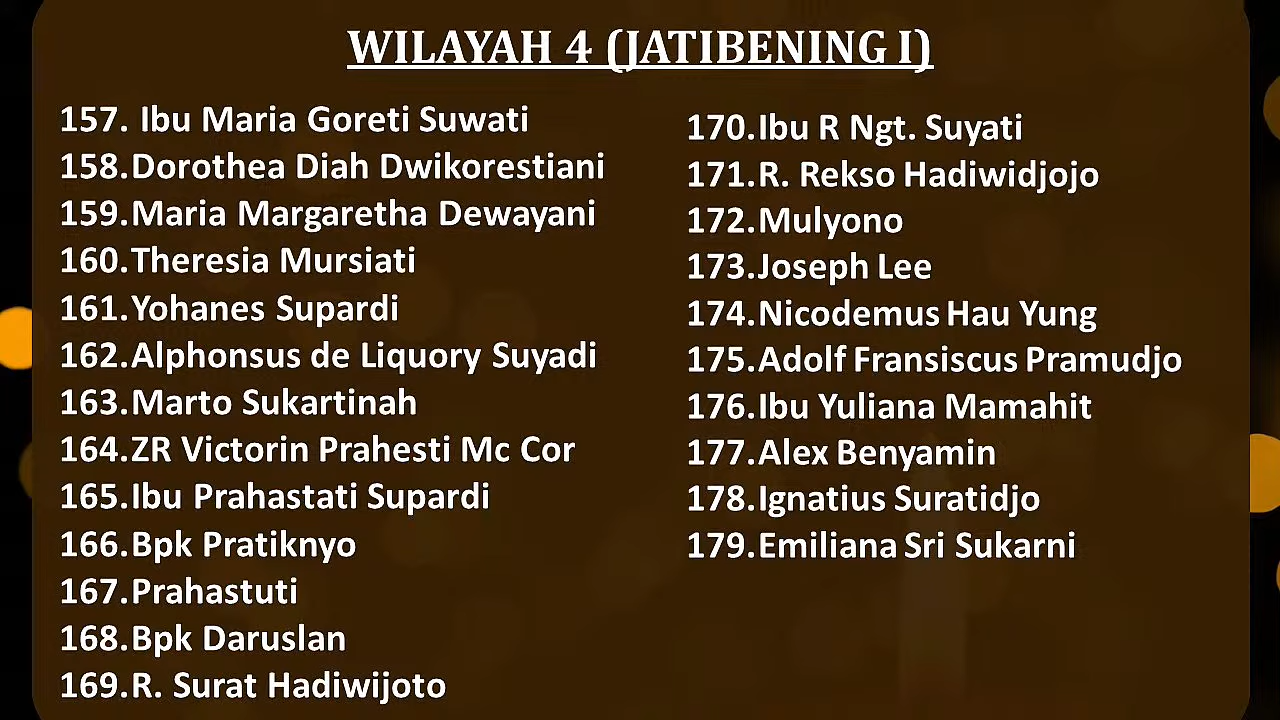 WILAYAH 4 (JATIBENING I)
157. Ibu Maria Goreti Suwati
158.Dorothea Diah Dwikorestiani
159.Maria Margaretha Dewayani
160.Theresia Mursiati
161.Yohanes Supardi
162.Alphonsus de Liquory Suyadi
163.Marto Sukartinah
164.ZR Victorin Prahesti Mc Cor
165.Ibu Prahastati Supardi
166.Bpk Pratiknyo
167.Prahastuti
168.Bpk Daruslan
169.R. Surat Hadiwijoto
170.Ibu R Ngt. Suyati
171.R. Rekso Hadiwidjojo
172.Mulyono
173.Joseph Lee
174.Nicodemus Hau Yung
175.Adolf Fransiscus Pramudjo
176.Ibu Yuliana Mamahit
177.Alex Benyamin
178.Ignatius Suratidjo
179.Emiliana Sri Sukarni